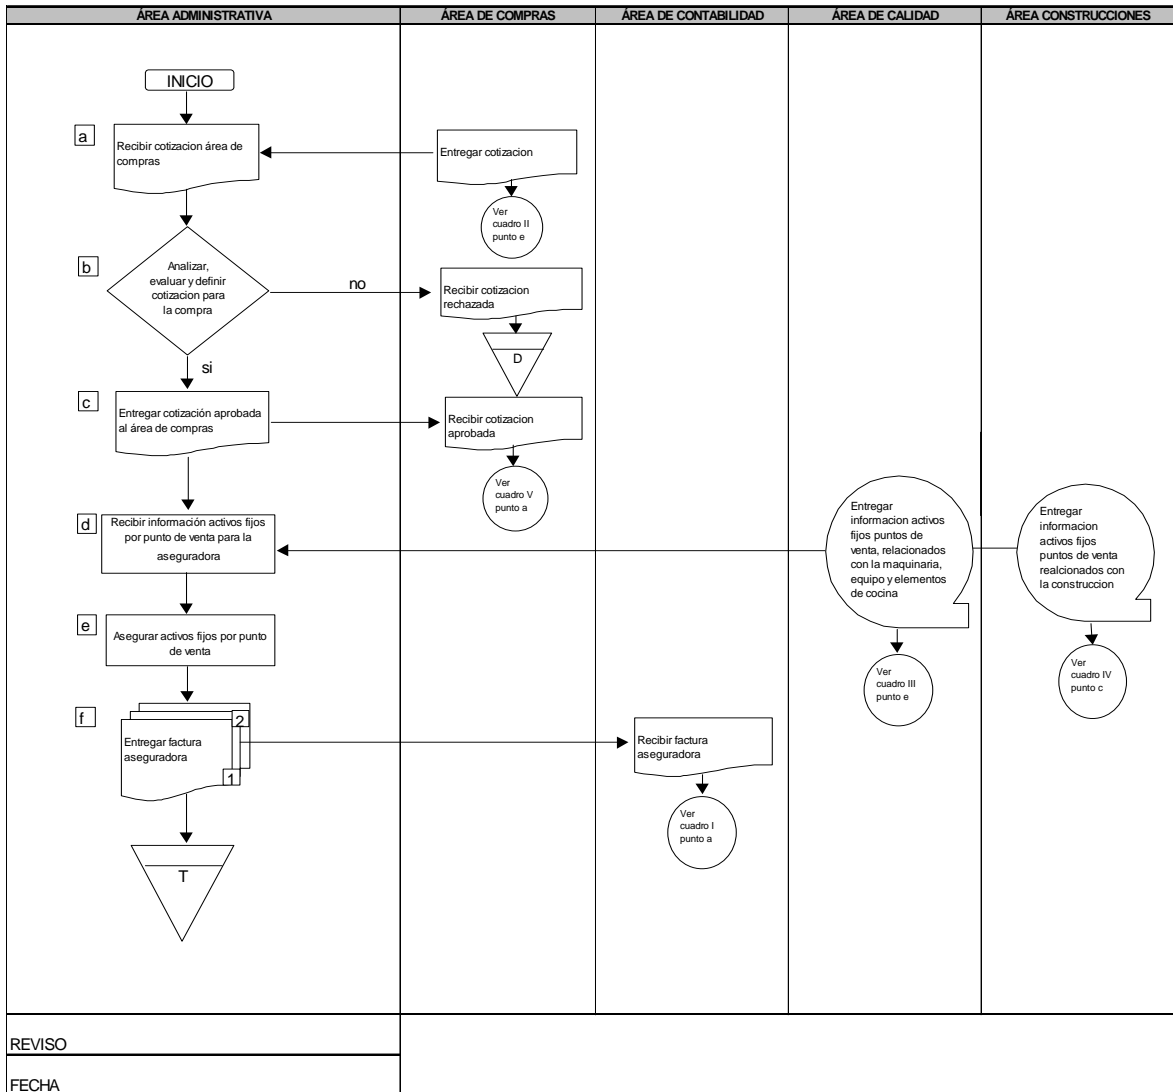 ÁREA ADMINISTRATIVA
ÁREA DE COMPRAS
ÁREA DE CONTABILIDAD
ÁREA DE CALIDAD
ÁREA CONSTRUCCIONES
INICIO
a
Recibir cotizacion área de
compras
Entregar cotizacion
Ver
cuadro II
punto e
b
Analizar,
evaluar y definir
cotizacion para
la compra
no
Recibir cotizacion
rechazada
D
si
c
Entregar cotización aprobada
al área de compras
Recibir cotizacion
aprobada
Ver
cuadro V
punto a
d
Recibir información activos fijos
por punto de venta para la
aseguradora
Entregar
informacion activos
fijos puntos de
venta, relacionados
con la maquinaria,
equipo y elementos
de cocina
Entregar
informacion
activos fijos
puntos de venta
realcionados con
la construccion
e
Asegurar activos fijos por punto
de venta
Ver
cuadro III
punto e
Ver
cuadro IV
punto c
f
2
Entregar factura
aseguradora
1
Recibir factura
aseguradora
Ver
cuadro I
punto a
T
REVISO
FECHA